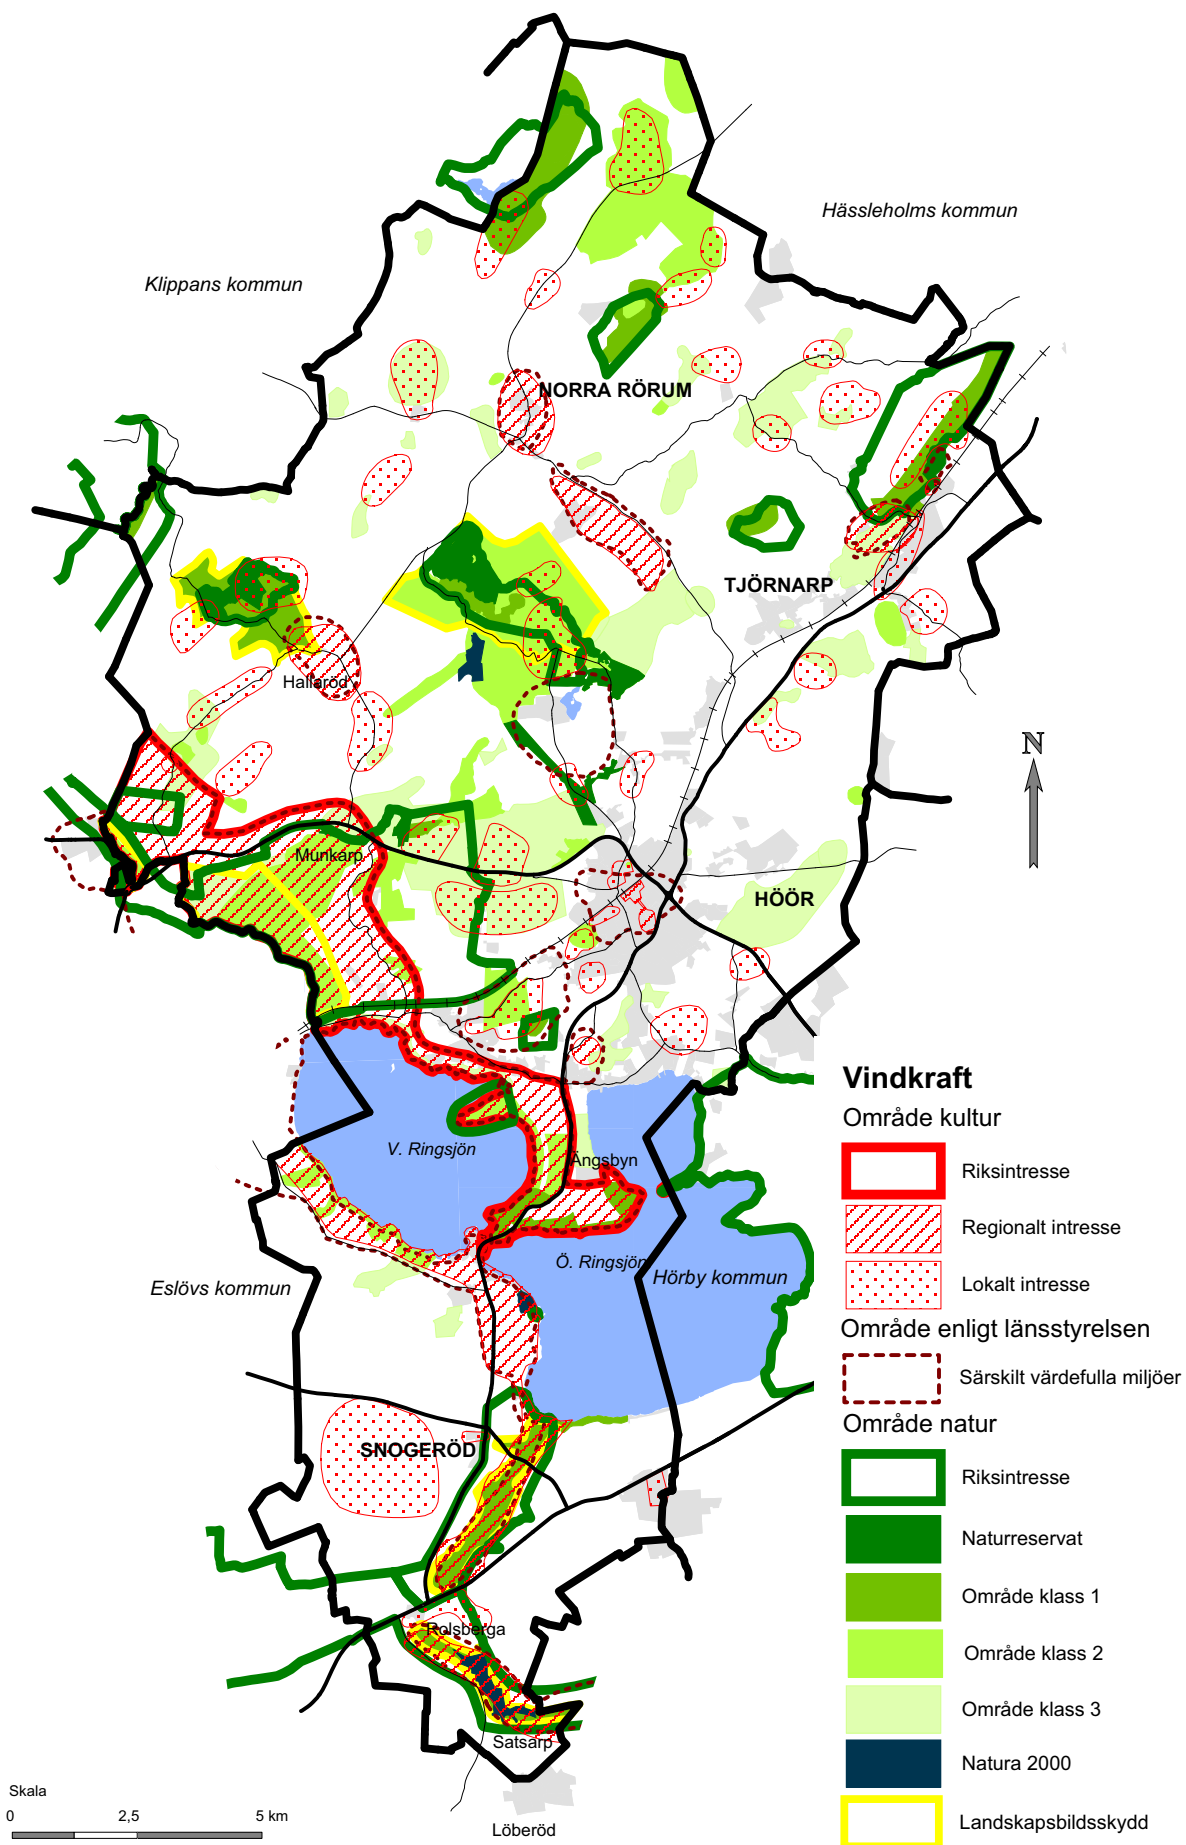 Hässleholms kommun
Klippans kommun
NORRA RÖRUM
TJÖRNARP
Hallaröd
N
Munkarp
HÖÖR
V. Ringsjön
Ängsbyn
Ö. Ringsjön
Hörby kommun
Eslövs kommun
SNOGERÖD
Rolsberga
Satsarp
Löberöd
Vindkraft
Område kultur
Riksintresse
Regionalt intresse
Lokalt intresse
Område enligt länsstyrelsen
Särskilt värdefulla miljöer
Område natur
Riksintresse
Naturreservat
Område klass 1
Område klass 2
Område klass 3
Natura 2000
Landskapsbildsskydd
Skala
0 2,5 5 km